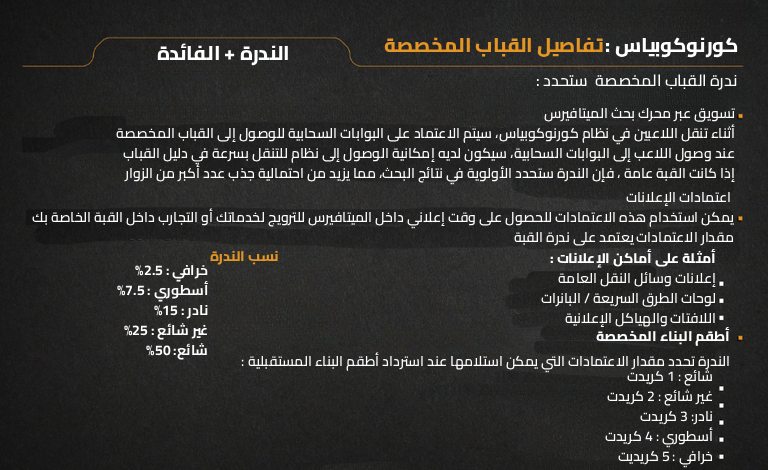 كورنوكوبياس :تفاصيل القباب المخصصة
الندرة + الفائدة
ندرة القباب المخصصة ستحدد :
تسويق عبر محرك بحث الميتافيرس
أثناء تنقل اللاعبين في نظام كورنوكوبياس، سيتم الاعتماد على البوابات السحابية للوصول إلى القباب المخصصة
عند وصول اللاعب إلى البوابات السحابية، سيكون لديه إمكانية الوصول إلى نظام للتنقل بسرعة في دليل القباب
إذا كانت القبة عامة ، فإن الندرة ستحدد الأولوية في نتائج البحث، مما يزيد من احتمالية جذب عدد أكبر من الزوار
اعتمادات الإعلانات
يمكن استخدام هذه الاعتمادات للحصول على وقت إعلاني داخل الميتافيرس للترويج لخدماتك أو التجارب داخل القبة الخاصة بك
مقدار الاعتمادات يعتمد على ندرة القبة
أمثلة على أماكن الإعلانات :
إعلانات وسائل النقل العامة
لوحات الطرق السريعة / البانرات
اللافتات والهياكل الإعلانية
نسب الندرة
خرافي : 2.5%
أسطوري : 7.5%
نادر : 15%
غير شائع : 25%
شائع: 50%
أطقم البناء المخصصة
الندرة تحدد مقدار الاعتمادات التي يمكن استلامها عند استرداد أطقم البناء المستقبلية :
شائع : 1 كريدت
غير شائع : 2 كريدت
نادر: 3 كريدت
أسطوري : 4 كريدت
خرافي : 5 كريديت